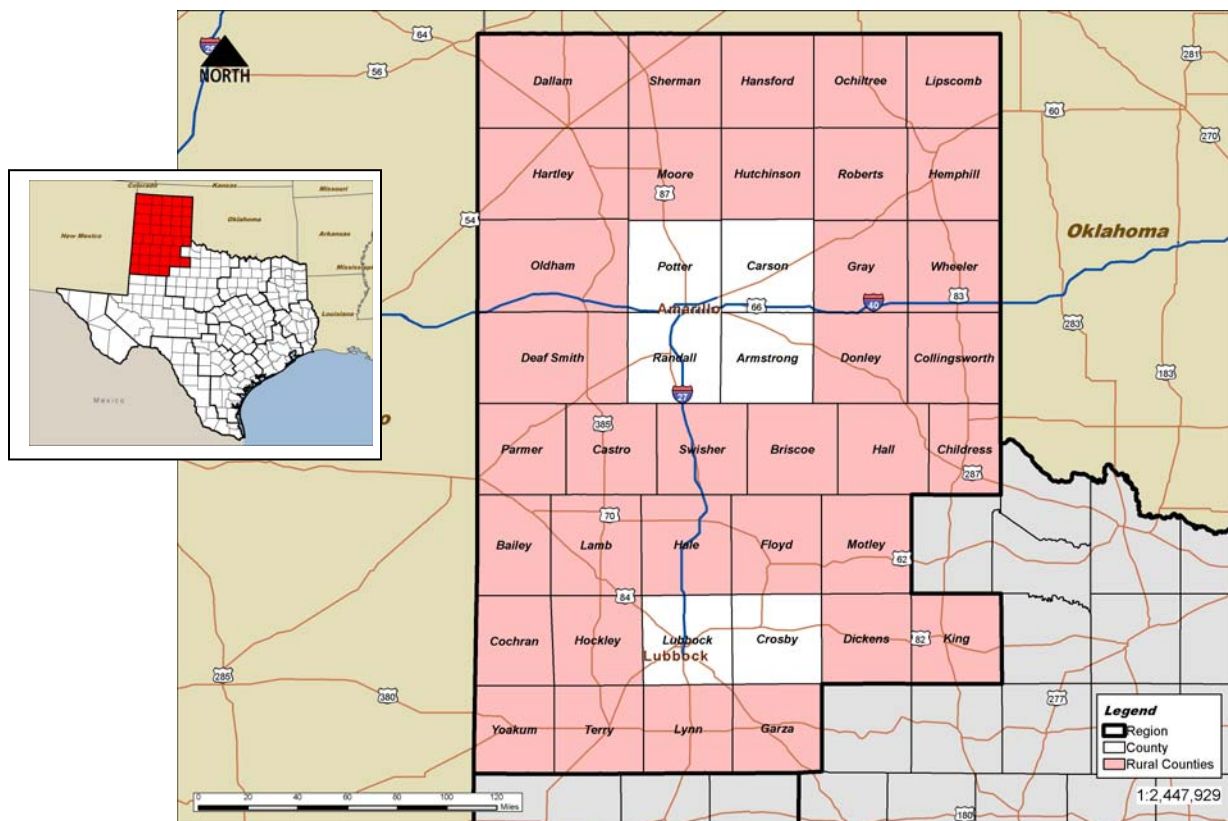 64
25
NORTH
56
281
Dallam
Sherman
Hansford
Ochiltree
Lipscomb
60
270
Hartley
Moore
Hutchinson
Roberts
Hemphill
87
54
Colorado
Kansas
Missouri
Oklahoma
New Mexico
Arkansas
Mississippi
Louisiana
Mexico
Oklahoma
Oldham
Potter
Carson
Gray
Wheeler
83
Amarillo
66
40
283
183
Deaf Smith
Randall
Armstrong
Donley
Collingsworth
27
o
385
Parmer
Castro
Swisher
Briscoe
Hall
Childress
287
70
Bailey
Lamb
Hale
Floyd
Motley
62
84
Cochran
Hockley
Lubbock
Crosby
Dickens
82
King
Lubbock
285
380
277
Yoakum
Terry
Lynn
Garza
Legend
Region
County
Rural Counties
0 20 40 60 80 120
Miles
1:2,447,929
180